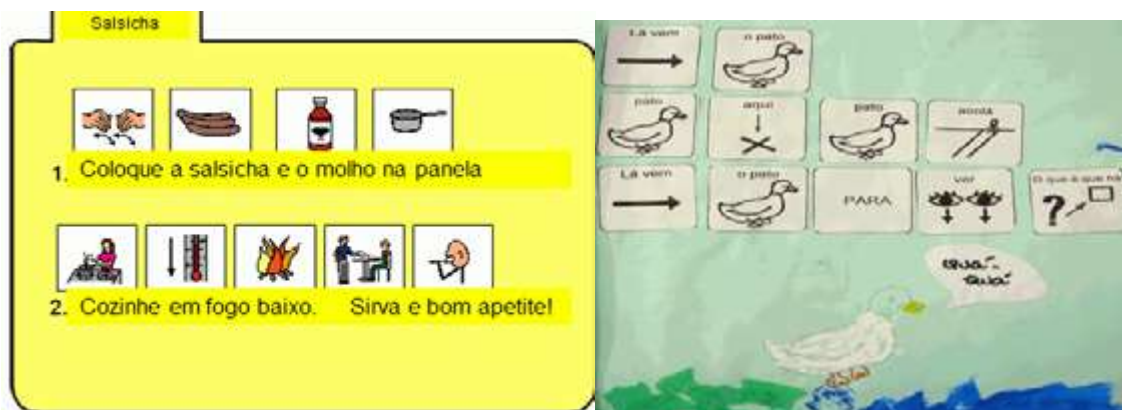 Salsicha
1. Coloque a salsicha e o molho na panela
2. Cozinhe em fogo baixo. Sirva e bom apetite!
Lá vem o pato
pato aqui pato acolá
Lá vem o pato PARA ver O que é que há
quá-
quá